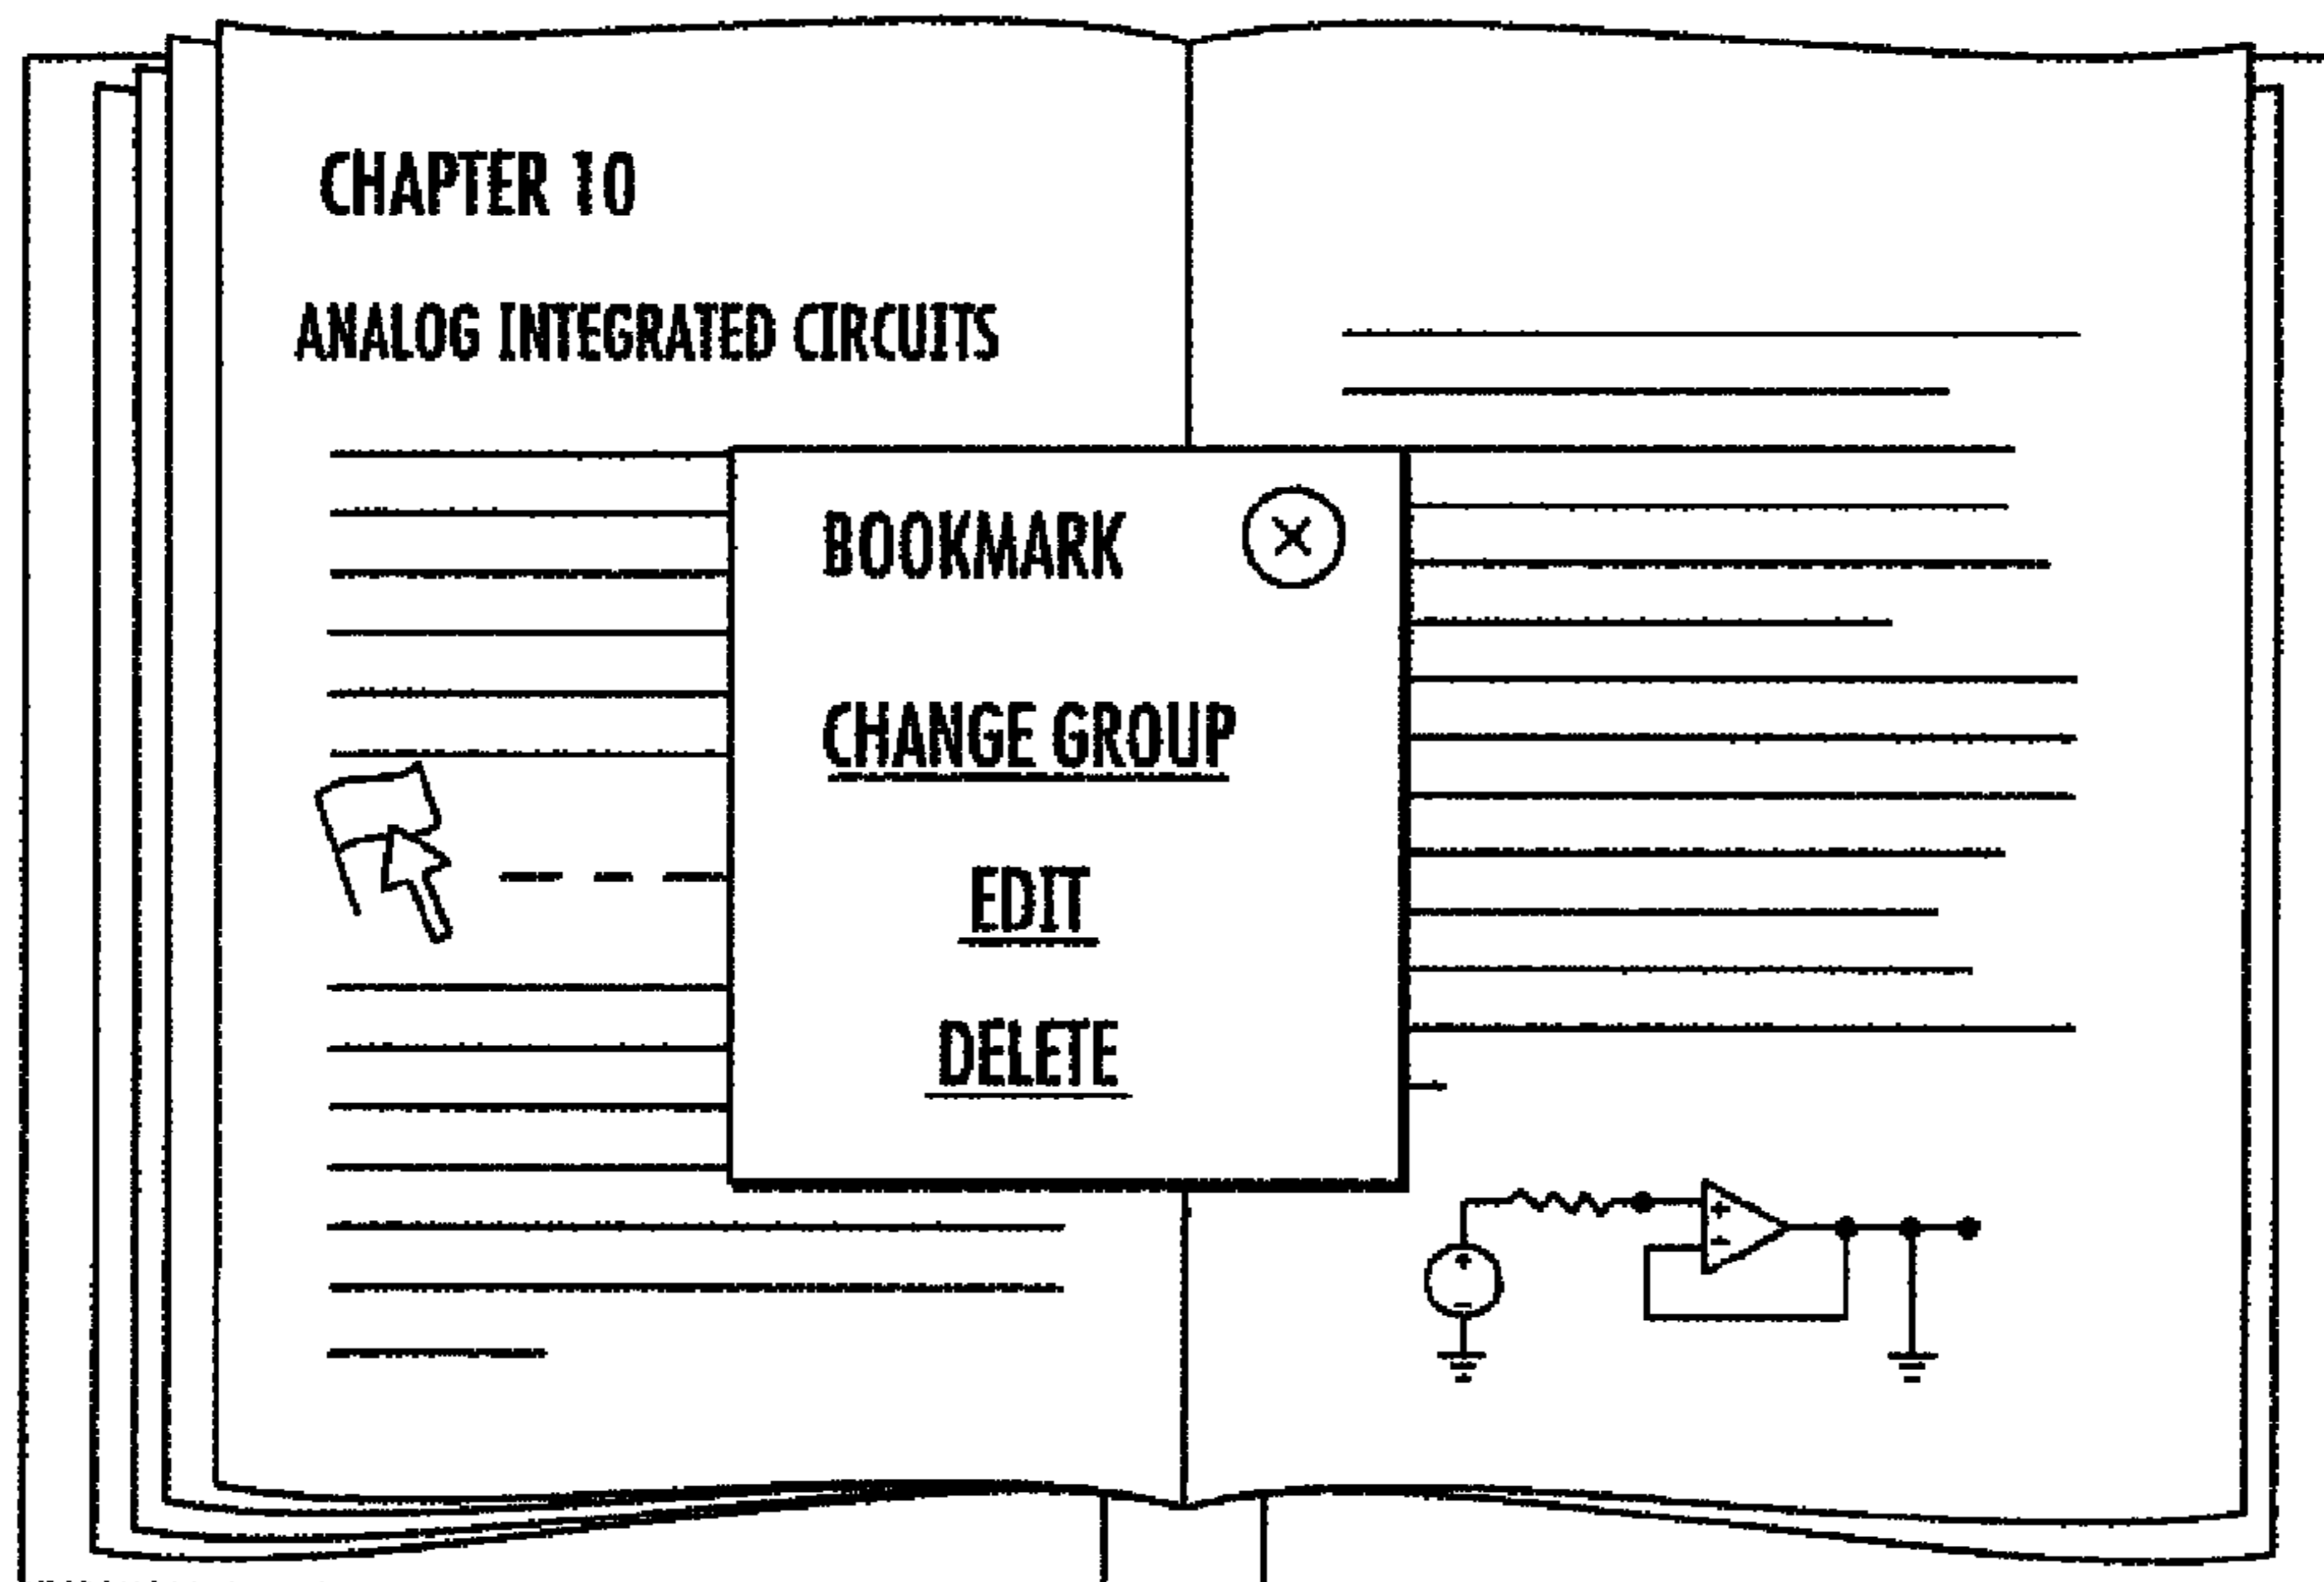 CHAPTER 10
ANALOG INTEGRATED CIRCUITS
BOOKMARK
CHANGE GROUP
EDIT
DELETE